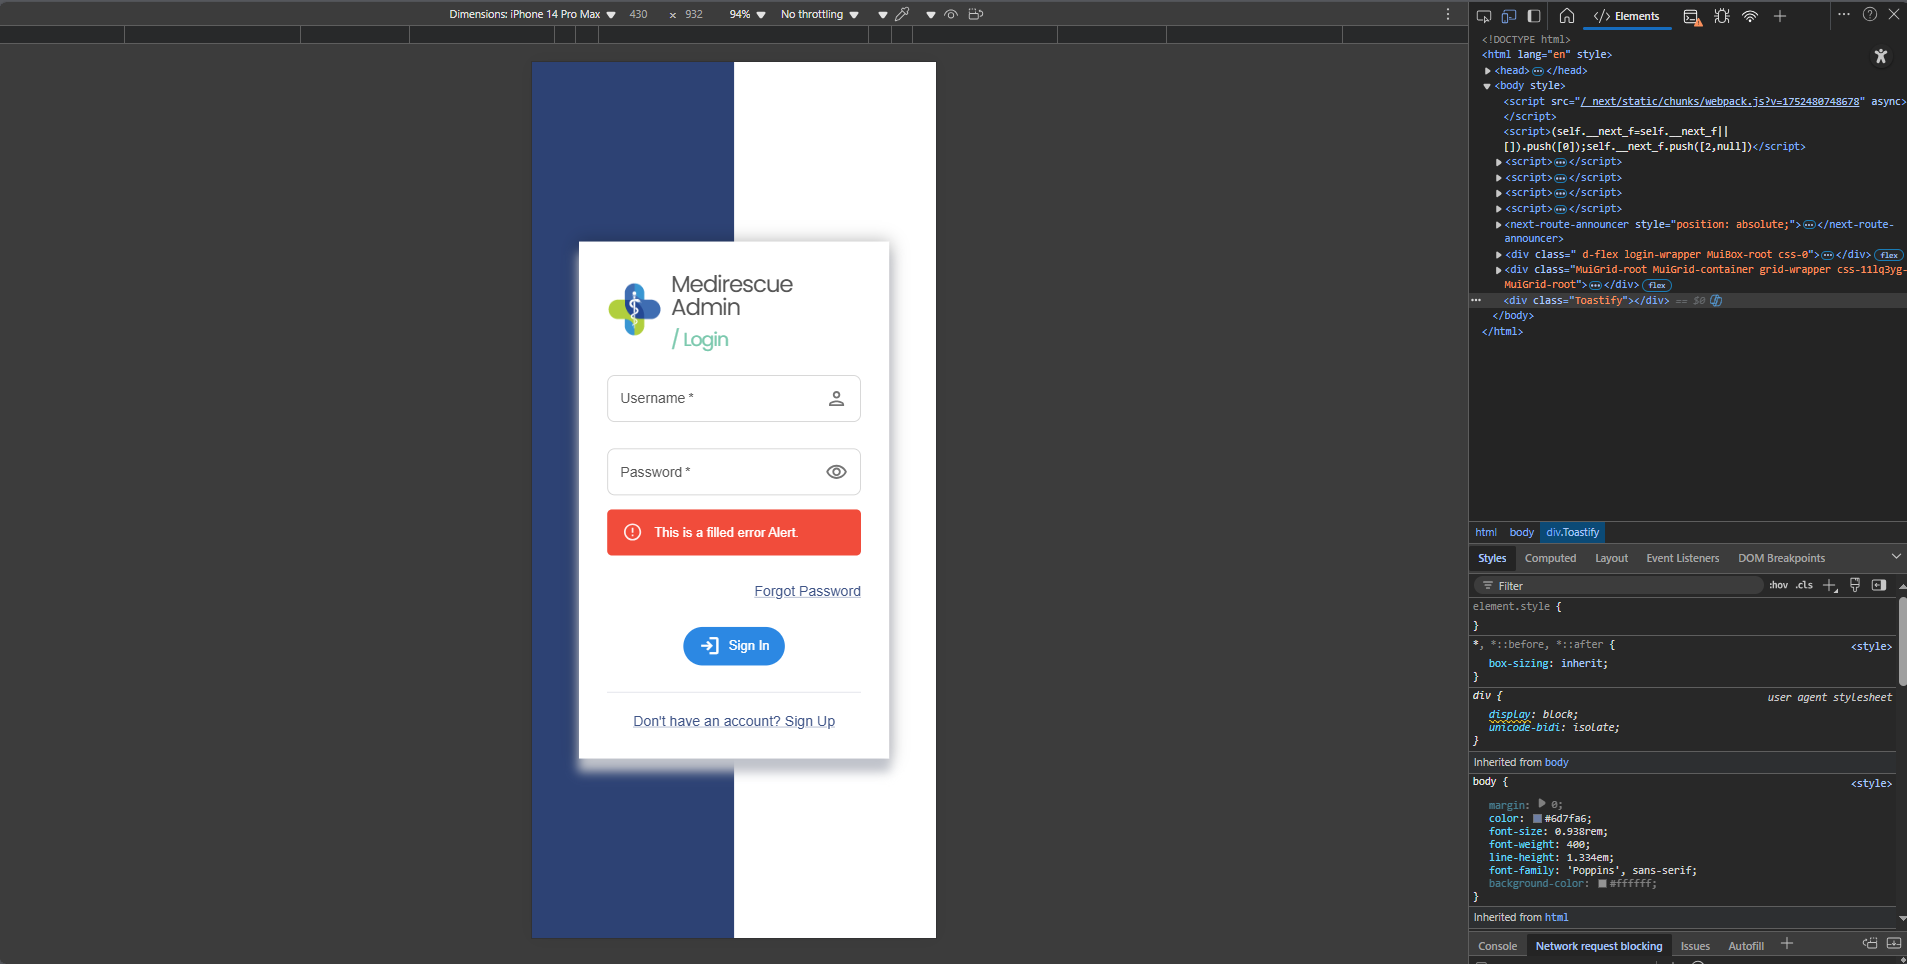 Dimensions: iPhone 14 Pro Max ▼ 430 × 932 94% ▼ No throttling ▼
Elements
<!DOCTYPE html>
<html lang="en" style>
<head>…</head>
<body style>
<script src="/_next/static/chunks/webpack.js?v=1752480748678" async>
</script>
<script>(self.__next_f=self.__next_f||
[]).push([0]);self.__next_f.push([2,null])</script>
<script>…</script>
<script>…</script>
<script>…</script>
<script>…</script>
<next-route-announcer style="position: absolute;">…</next-route-
announcer>
<div class=" d-flex login-wrapper MuiBox-root css-0">…</div> flex
<div class="MuiGrid-root MuiGrid-container grid-wrapper css-11lq3yg-
MuiGrid-root">…</div> flex
<div class="Toastify"></div> == $0
</body>
</html>
Medirescue
Admin
/ Login
Username *
Password *
This is a filled error Alert.
Forgot Password
Sign In
Don't have an account? Sign Up
html body div.Toastify
Styles Computed Layout Event Listeners DOM Breakpoints
Filter :hov .cls
element.style {
}
*, *::before, *::after { <style>
box-sizing: inherit;
}
div { user agent stylesheet
display: block;
unicode-bidi: isolate;
}
Inherited from body
body { <style>
margin: 0;
color: #6d7fa6;
font-size: 0.938rem;
font-weight: 400;
line-height: 1.334em;
font-family: 'Poppins', sans-serif;
background-color: #ffffff;
}
Inherited from html
Console Network request blocking Issues Autofill